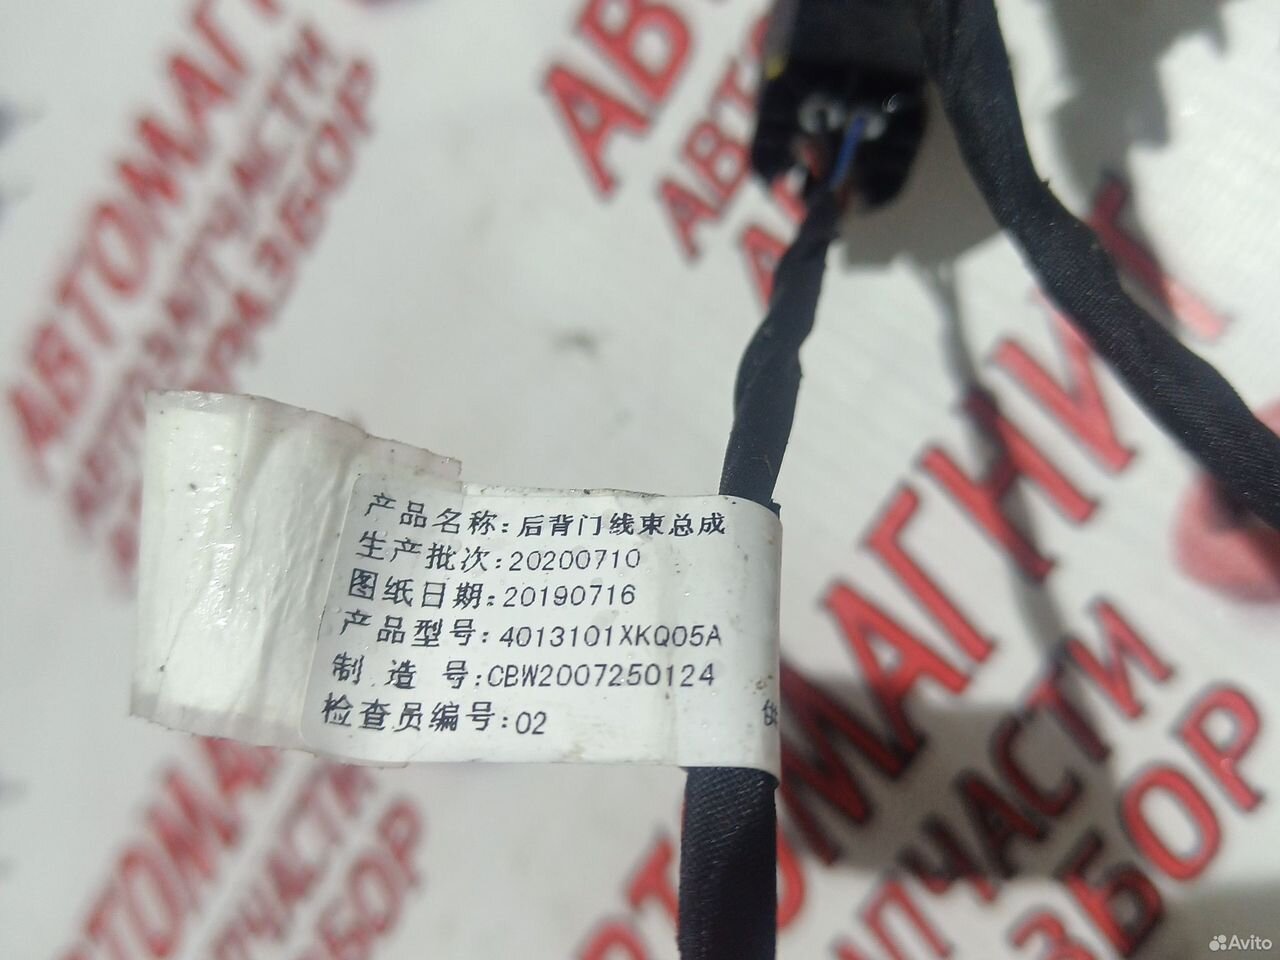 АВТОМАГНИТ
АВТОЗАПЧАСТИ
РАЗБОР
产品名称:后背门线束总成
生产批次:20200710
图纸日期:20190716
产品型号:4013101XKQ05A
制 造 号:CBW2007250124
检查员编号:02
Avito